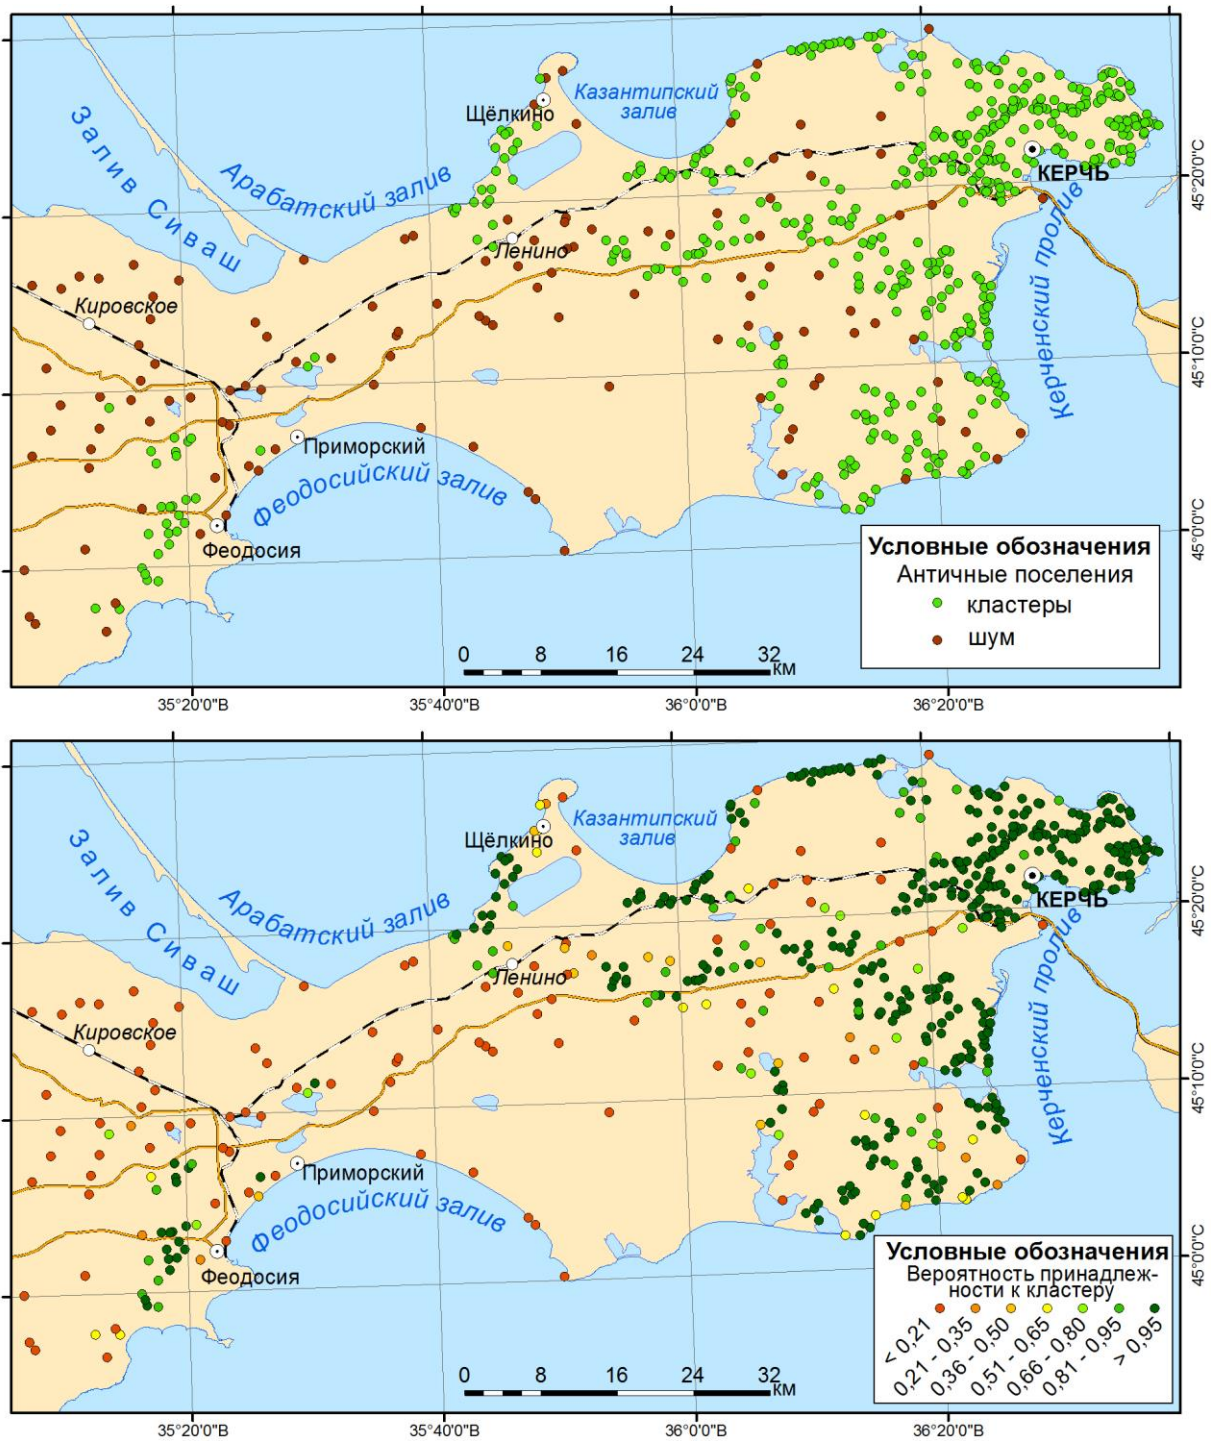 Щёлкино
Казантипский
залив
КЕРЧЬ
Залив Сиваш
Арабатский залив
Керченский пролив
Ленино
Кировское
Приморский
Феодосийский залив
Феодосия
Условные обозначения
Античные поселения
кластеры
шум
0 8 16 24 32
км
45°20'0"С
45°10'0"С
45°0'0"С
35°20'0"В 35°40'0"В 36°0'0"В 36°20'0"В
Щёлкино
Казантипский
залив
КЕРЧЬ
Залив Сиваш
Арабатский залив
Керченский пролив
Ленино
Кировское
Приморский
Феодосийский залив
Феодосия
Условные обозначения
Вероятность принадлеж-
ности к кластеру
< 0,21
0,21 - 0,35
0,36 - 0,50
0,51 - 0,65
0,66 - 0,80
0,81 - 0,95
> 0,95
0 8 16 24 32
км
45°20'0"С
45°10'0"С
45°0'0"С
35°20'0"В 35°40'0"В 36°0'0"В 36°20'0"В